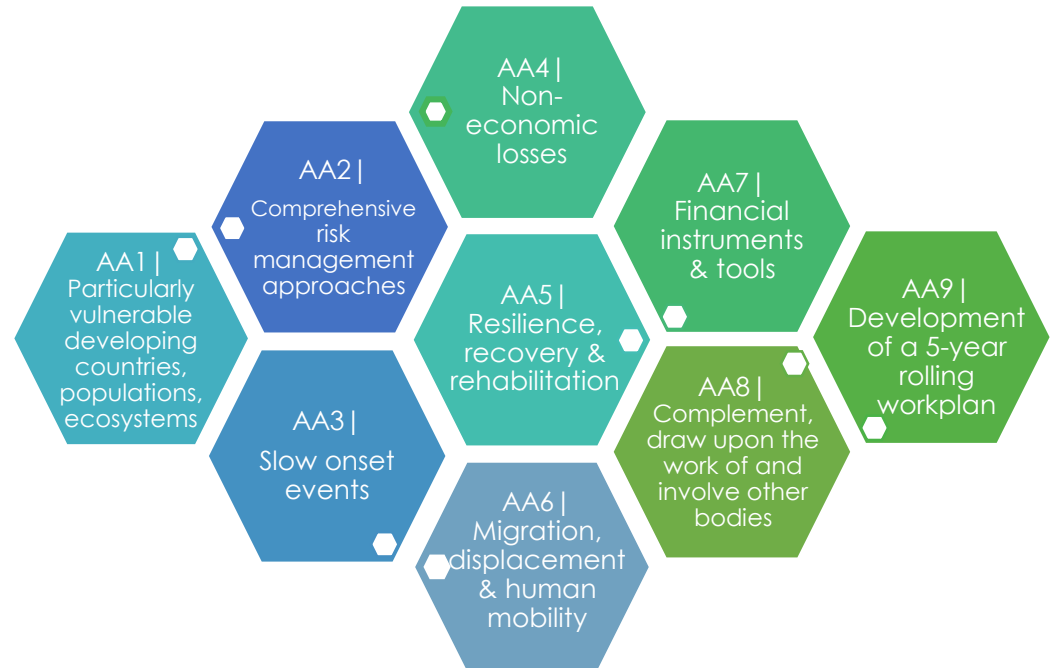 AA1|
Particularly
vulnerable
developing
countries,
populations,
ecosystems
AA2|
Comprehensive
risk
management
approaches
AA3|
Slow onset
events
AA4|
Non-
economic
losses
AA5|
Resilience,
recovery &
rehabilitation
AA6|
Migration,
displacement
& human
mobility
AA7|
Financial
instruments
& tools
AA8|
Complement,
draw upon the
work of and
involve other
bodies
AA9|
Development
of a 5-year
rolling
workplan